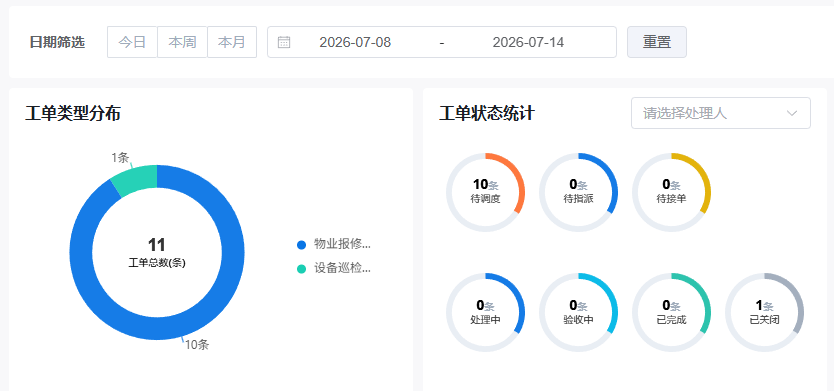 日期筛选 今日 本周 本月 2026-07-08 - 2026-07-14 重置
工单类型分布
1条
11
工单总数(条)
10条
物业报修...
设备巡检...
工单状态统计 请选择处理人
10条 0条 0条
待调度 待指派 待接单
0条 0条 0条 1条
处理中 验收中 已完成 已关闭